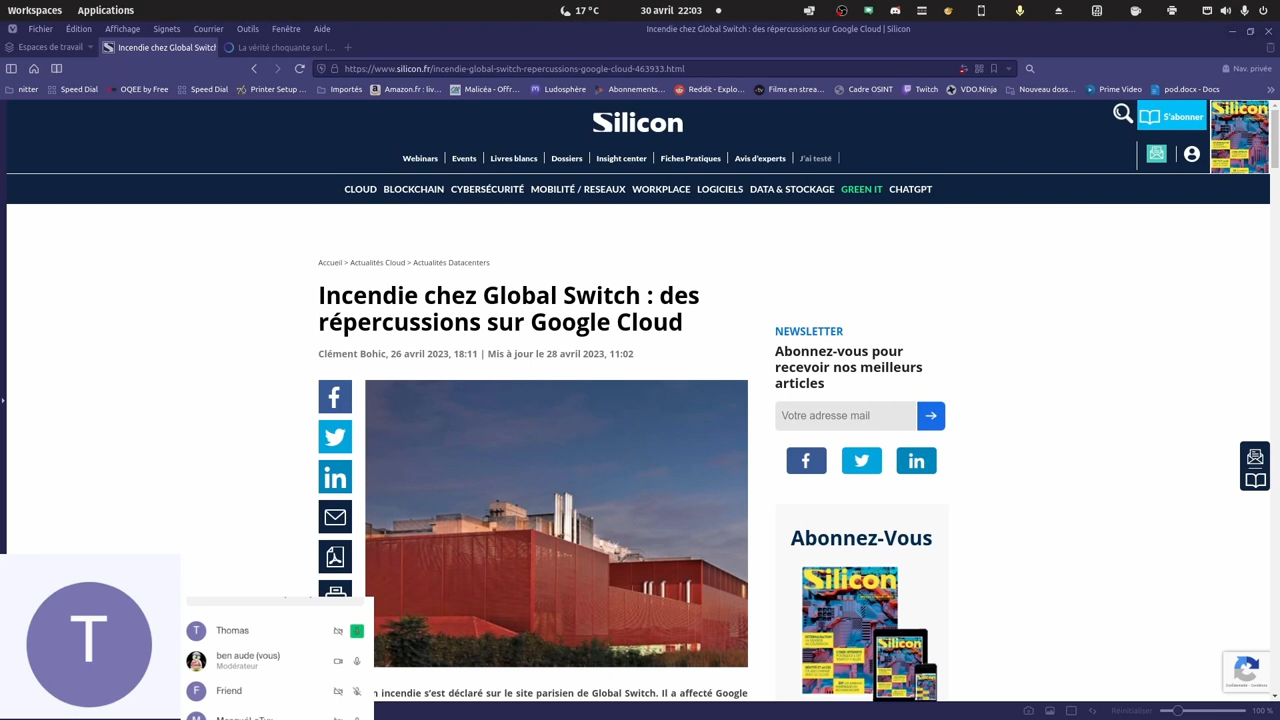 Workspaces
Applications
30 avril 20:03
Fichier Édition Affichage Signets Courrier Outils Fenêtre Aide
Incendie chez Global Switch : des répercussions sur Google Cloud | Silicon
Espaces de travail
Incendie chez Global Switch
La vérité choquante sur l...
https://www.silicon.fr/incendie-global-switch-repercussions-google-cloud-463933.html
Nav. privée
nitter
Speed Dial
OQEE by Free
Speed Dial
Printer Setup ...
Importés
Amazon.fr : liv...
Malicéa - Offr...
Ludosphère
Abonnements...
Reddit - Explo...
Films en strea...
Cadre OSINT
Twitch
VDO.Ninja
Nouveau doss...
Prime Video
pod.docx - Docs
Silicon
S'abonner
Silicon
Webinars
Events
Livres blancs
Dossiers
Insight center
Fiches Pratiques
Avis d'experts
J'ai testé
CLOUD BLOCKCHAIN CYBERSÉCURITÉ MOBILITÉ / RESEAUX WORKPLACE LOGICIELS DATA & STOCKAGE GREEN IT CHATGPT
Accueil > Actualités Cloud > Actualités Datacenters
Incendie chez Global Switch : des
répercussions sur Google Cloud
Clément Bohic, 26 avril 2023, 18:11 | Mis à jour le 28 avril 2023, 11:02
NEWSLETTER
Abonnez-vous pour
recevoir nos meilleurs
articles
Votre adresse mail
Abonnez-Vous
Silicon
T
T
Thomas
ben aude (vous)
Modérateur
F
Friend
n incendie s'est déclaré sur le site parisien de Global Switch. Il a affecté Google
Réinitialiser
100 %